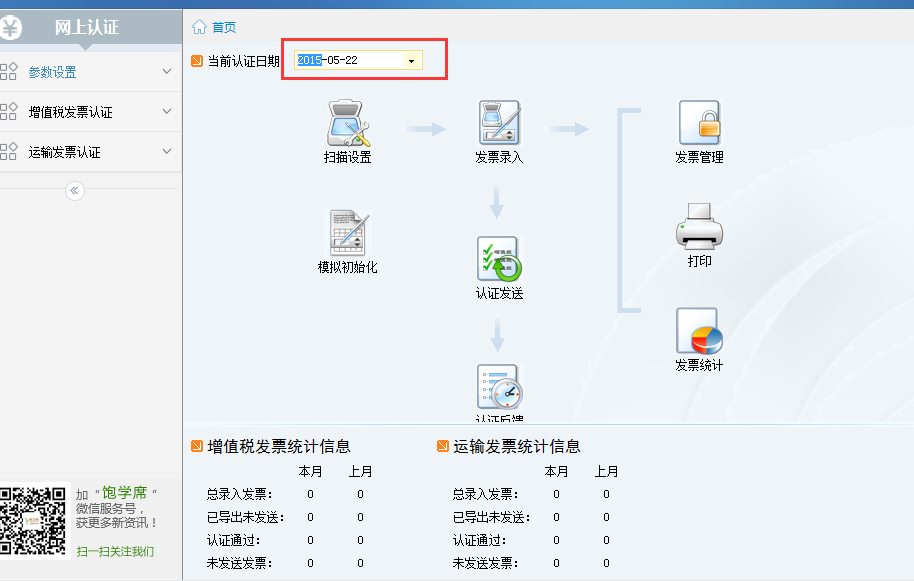 网上认证
参数设置
增值税发票认证
运输发票认证
«
加“饱学席”
微信服务号，
获更多新资讯！
扫一扫关注我们
首页
当前认证日期
2015-05-22
扫描设置
发票录入
发票管理
模拟初始化
认证发送
打印
发票统计
认证反馈
增值税发票统计信息
本月 上月
总录入发票： 0 0
已导出未发送： 0 0
认证通过： 0 0
未发送发票： 0 0
运输发票统计信息
本月 上月
总录入发票： 0 0
已导出未发送： 0 0
认证通过： 0 0
未发送发票： 0 0